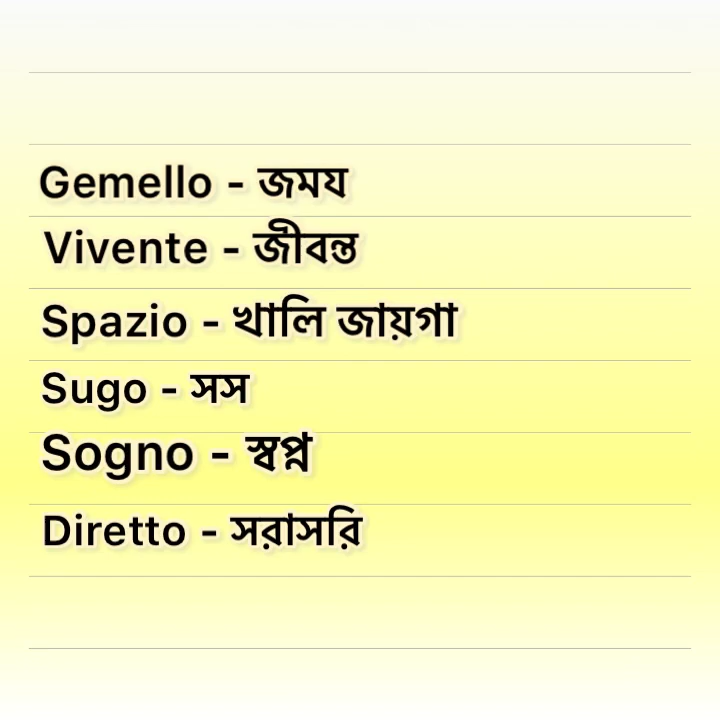 Gemello - জময
Vivente - জীবন্ত
Spazio - খালি জায়গা
Sugo - সস
Sogno - স্বপ্ন
Diretto - সরাসরি